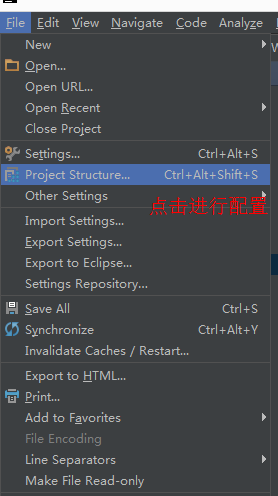 File Edit View Navigate Code Analyze
New
Open...
Open URL...
Open Recent
Close Project
Settings... Ctrl+Alt+S
Project Structure... Ctrl+Alt+Shift+S
Other Settings
点击进行配置
Import Settings...
Export Settings...
Export to Eclipse...
Settings Repository...
Save All Ctrl+S
Synchronize Ctrl+Alt+Y
Invalidate Caches / Restart...
Export to HTML...
Print...
Add to Favorites
File Encoding
Line Separators
Make File Read-only